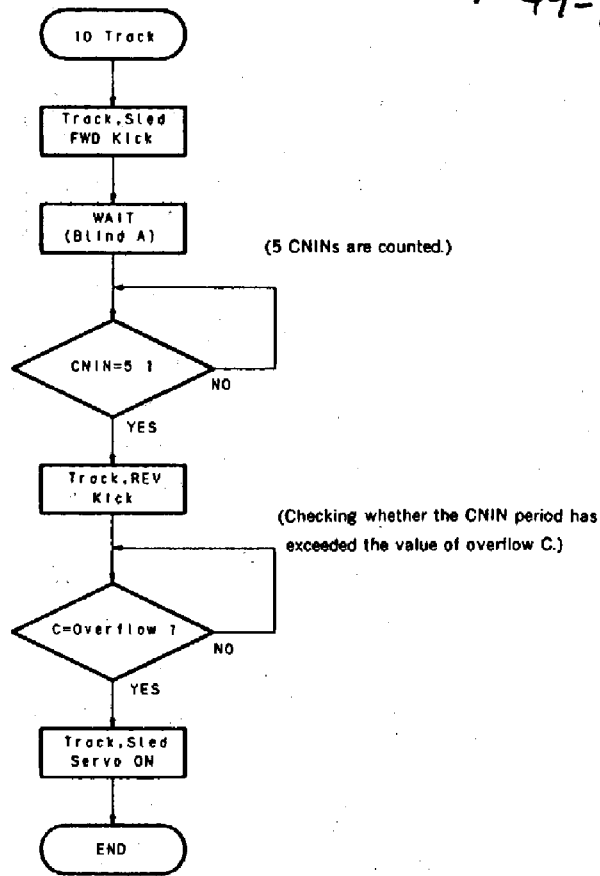 10 Track
Track,Sled
FWD Kick
WAIT
(Blind A)
(5 CNINs are counted.)
CNIN=5 ?
NO
YES
Track,REV
Kick
(Checking whether the CNIN period has
exceeded the value of overflow C.)
C=Overflow ?
NO
YES
Track,Sled
Servo ON
END